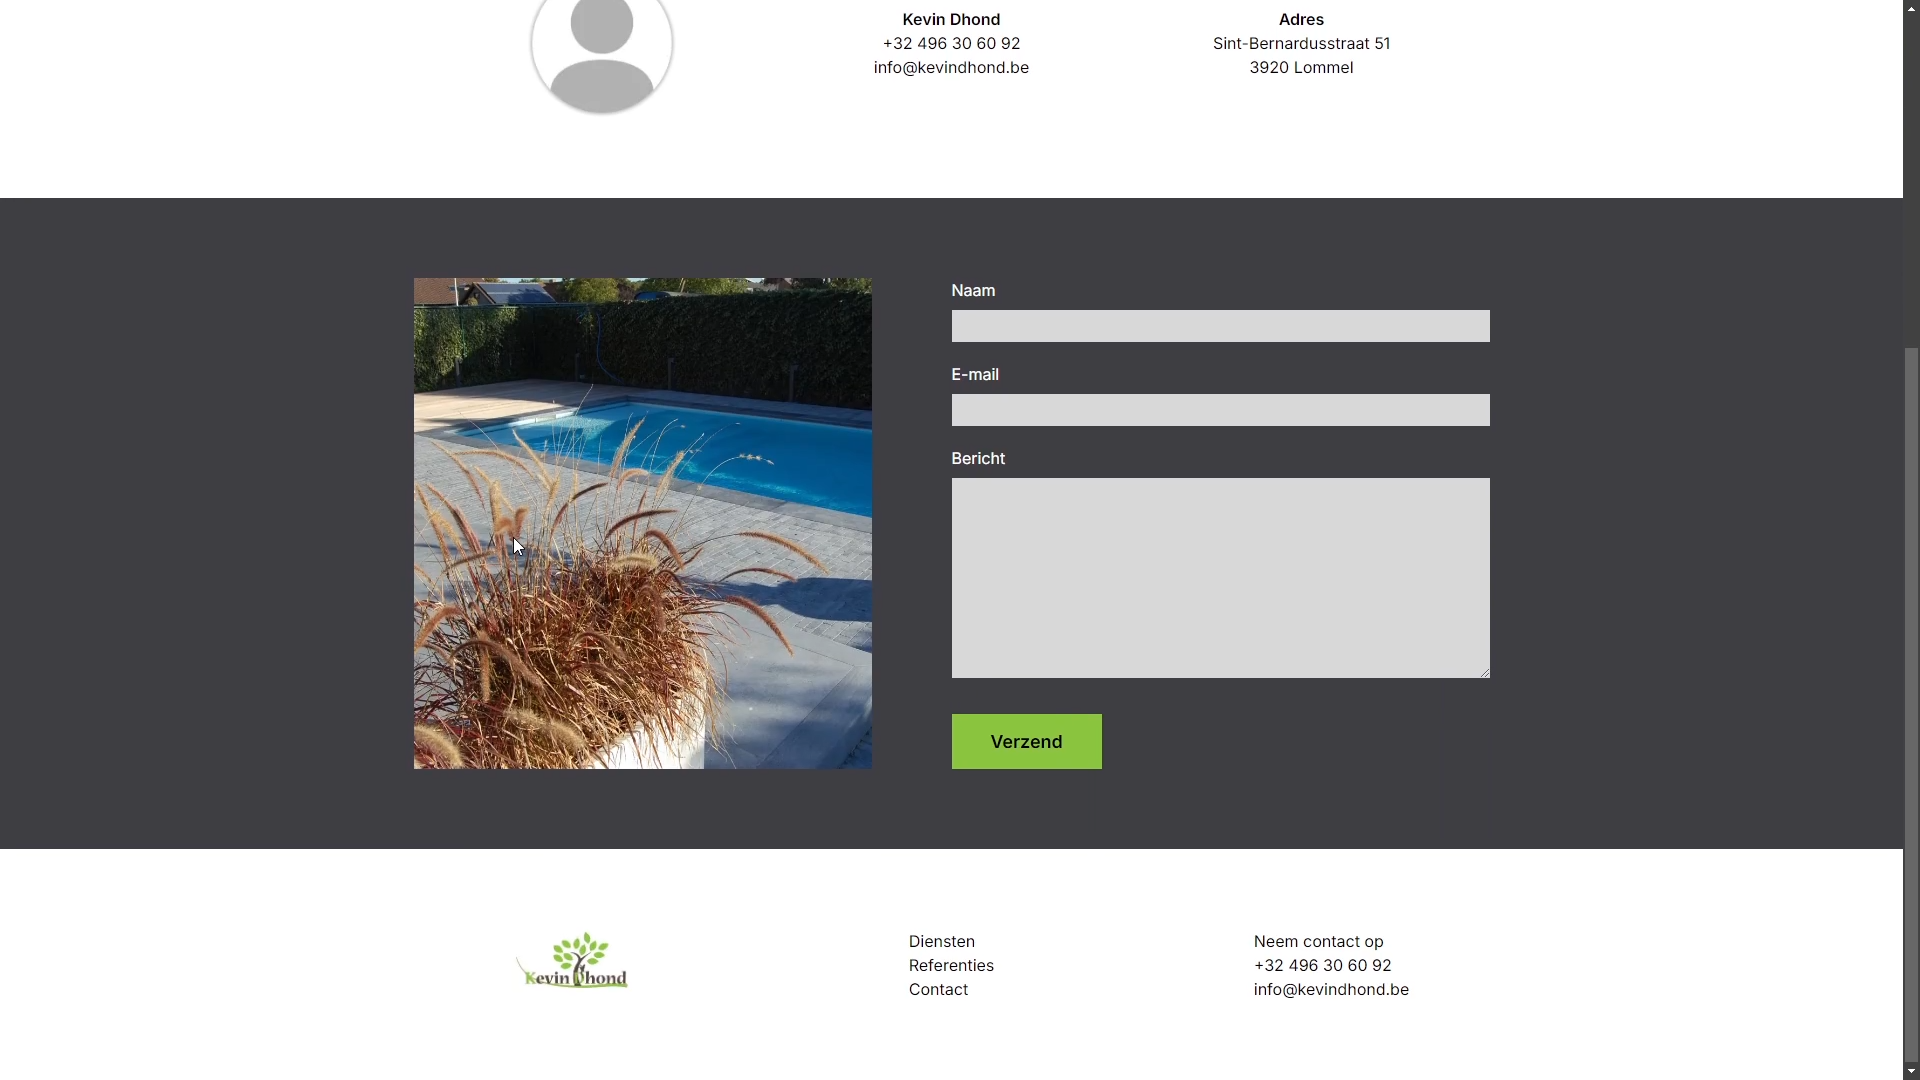 Kevin Dhond
+32 496 30 60 92
info@kevindhond.be
Adres
Sint-Bernardusstraat 51
3920 Lommel
Naam
E-mail
Bericht
Verzend
Kevin Dhond
Diensten
Referenties
Contact
Neem contact op
+32 496 30 60 92
info@kevindhond.be